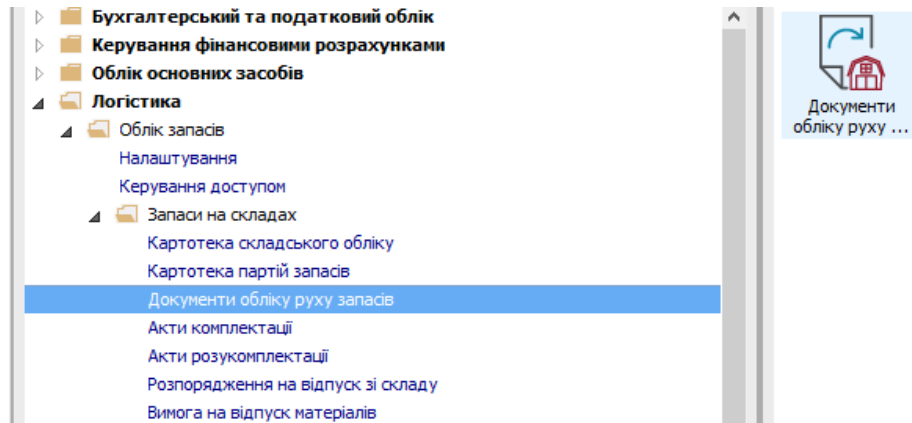 Бухгалтерський та податковий облік
Керування фінансовими розрахунками
Облік основних засобів
Логістика
Облік запасів
Налаштування
Керування доступом
Запаси на складах
Картотека складського обліку
Картотека партій запасів
Документи обліку руху запасів
Акти комплектації
Акти розукомплектації
Розпорядження на відпуск зі складу
Вимога на відпуск матеріалів
Документи
обліку руху ...